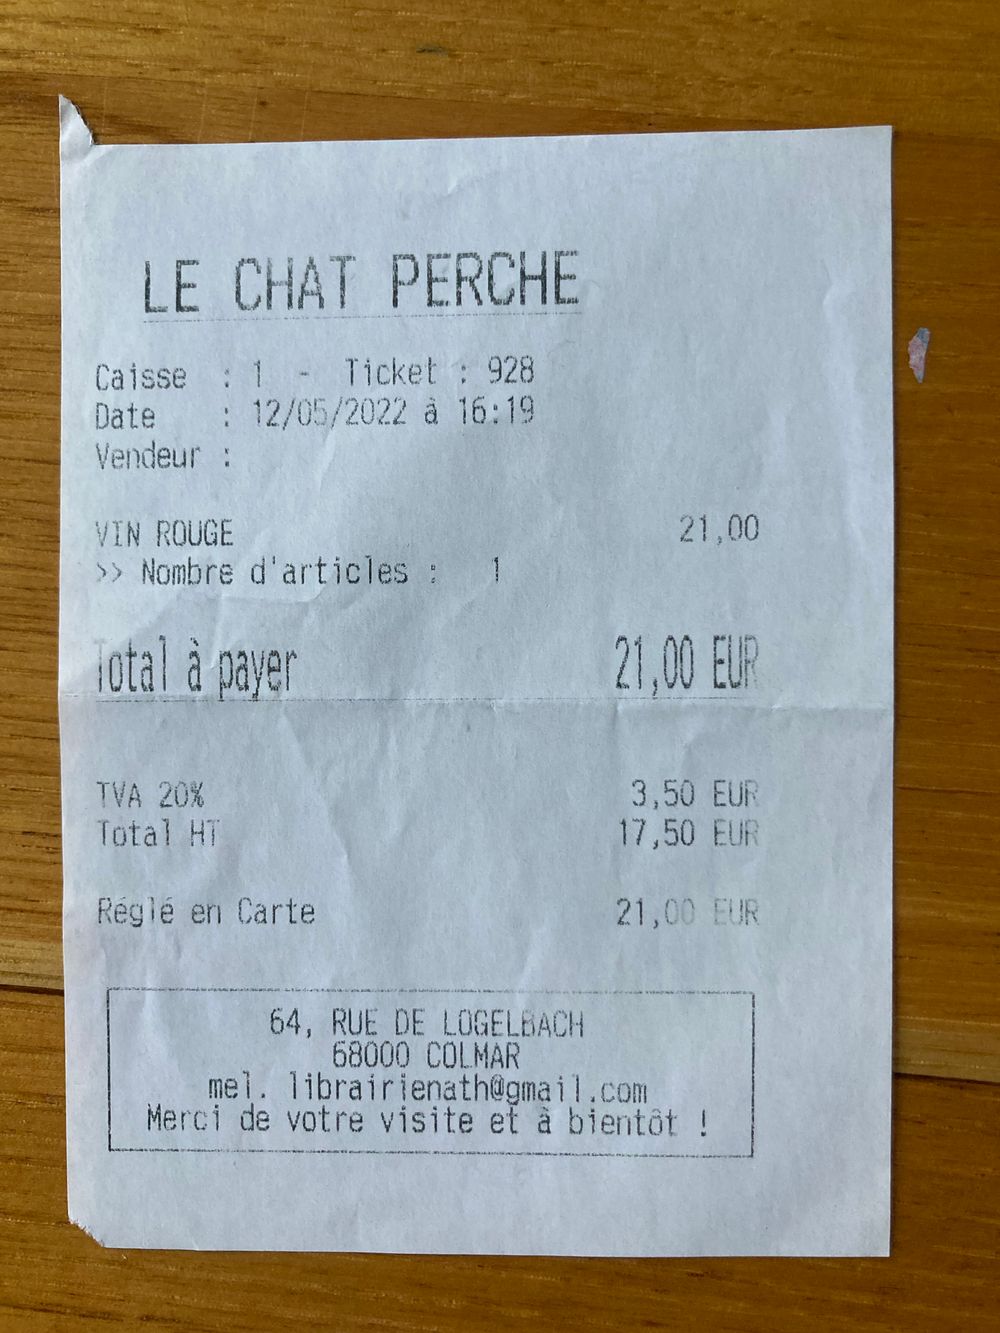 LE CHAT PERCHE
Caisse : 1 - Ticket : 928
Date : 12/05/2022 à 16:19
Vendeur :
VIN ROUGE 21,00
>> Nombre d'articles : 1
Total à payer 21,00 EUR
TVA 20% 3,50 EUR
Total HT 17,50 EUR
Réglé en Carte 21,00 EUR
64, RUE DE LOGELBACH
68000 COLMAR
mel. librairienath@gmail.com
Merci de votre visite et à bientôt !